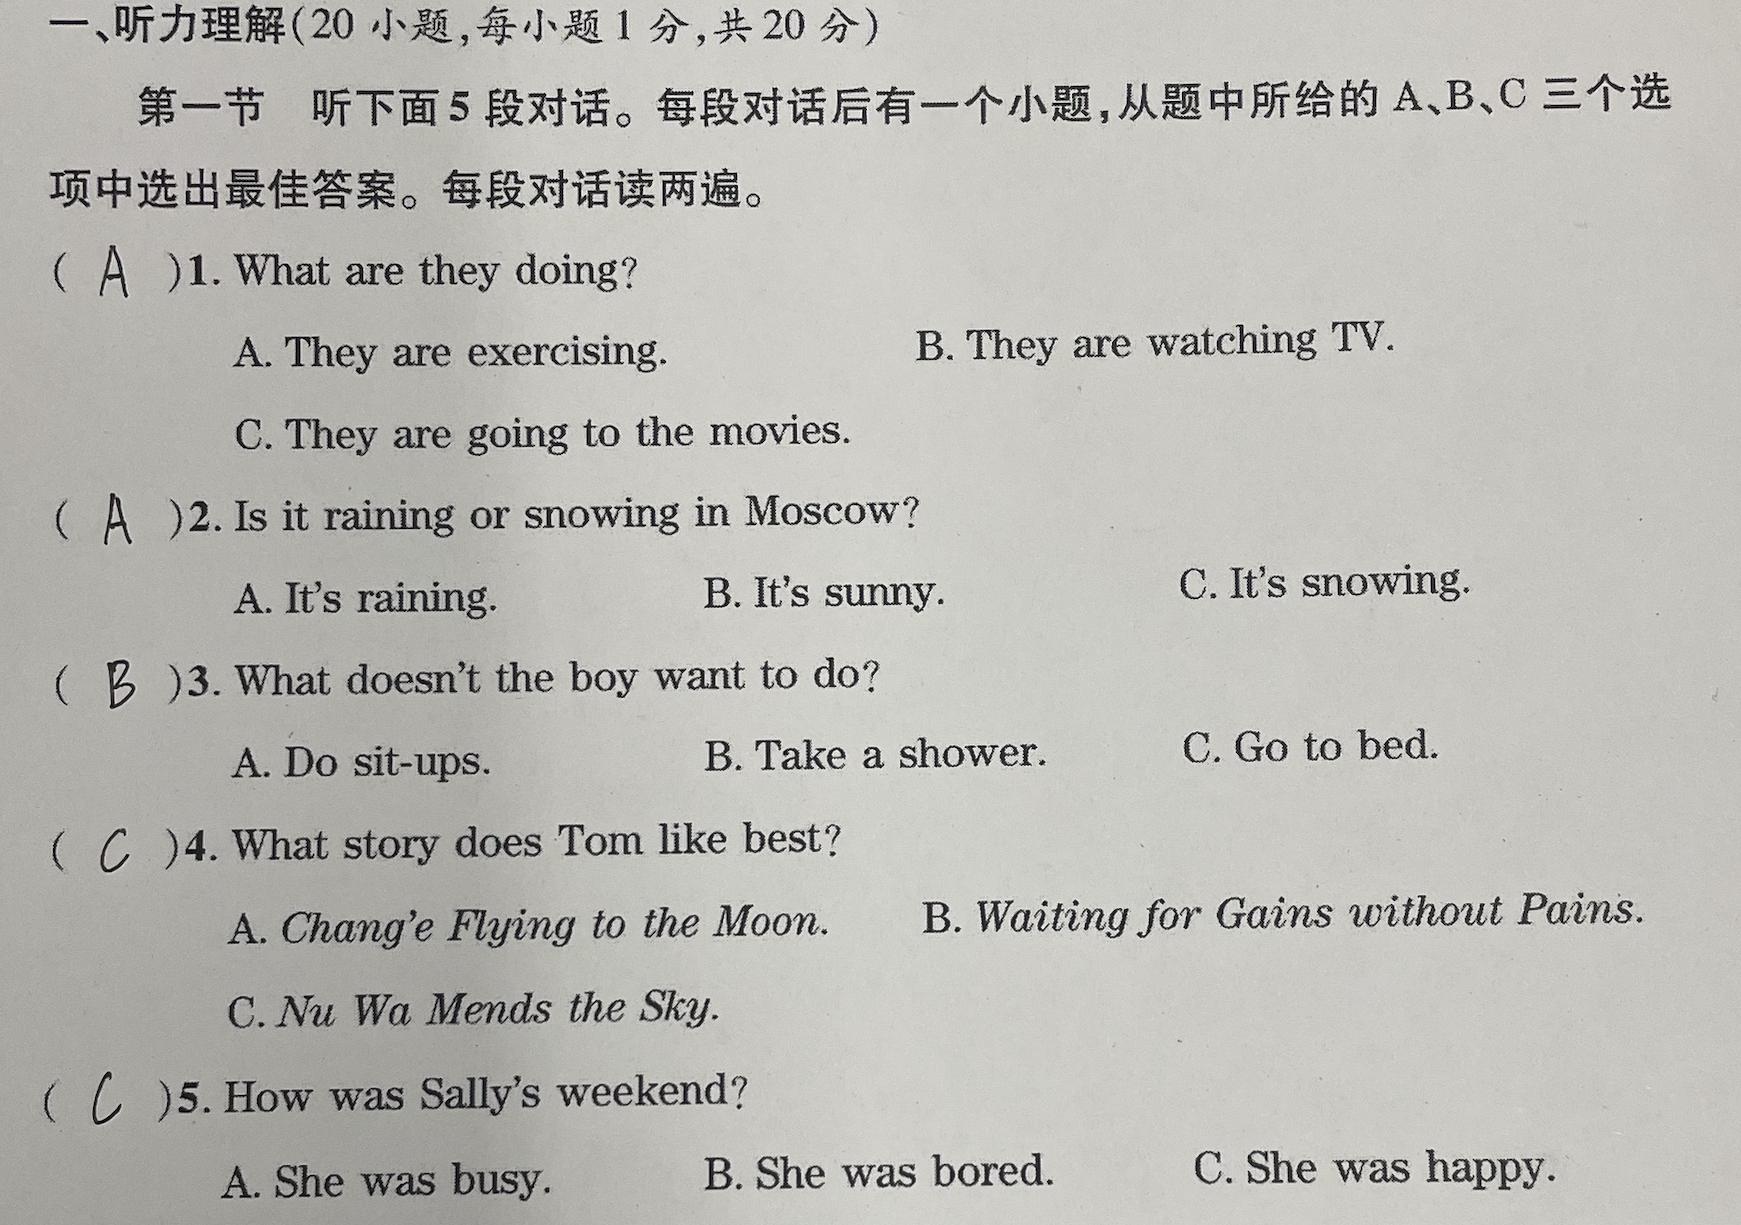 一、听力理解(20 小题,每小题 1 分,共 20 分)
第一节 听下面 5 段对话。每段对话后有一个小题,从题中所给的 A、B、C 三个选
项中选出最佳答案。每段对话读两遍。
( A )1. What are they doing?
A. They are exercising. B. They are watching TV.
C. They are going to the movies.
( A )2. Is it raining or snowing in Moscow?
A. It's raining. B. It's sunny. C. It's snowing.
( B )3. What doesn't the boy want to do?
A. Do sit-ups. B. Take a shower. C. Go to bed.
( C )4. What story does Tom like best?
A. Chang'e Flying to the Moon. B. Waiting for Gains without Pains.
C. Nu Wa Mends the Sky.
( C )5. How was Sally's weekend?
A. She was busy. B. She was bored. C. She was happy.